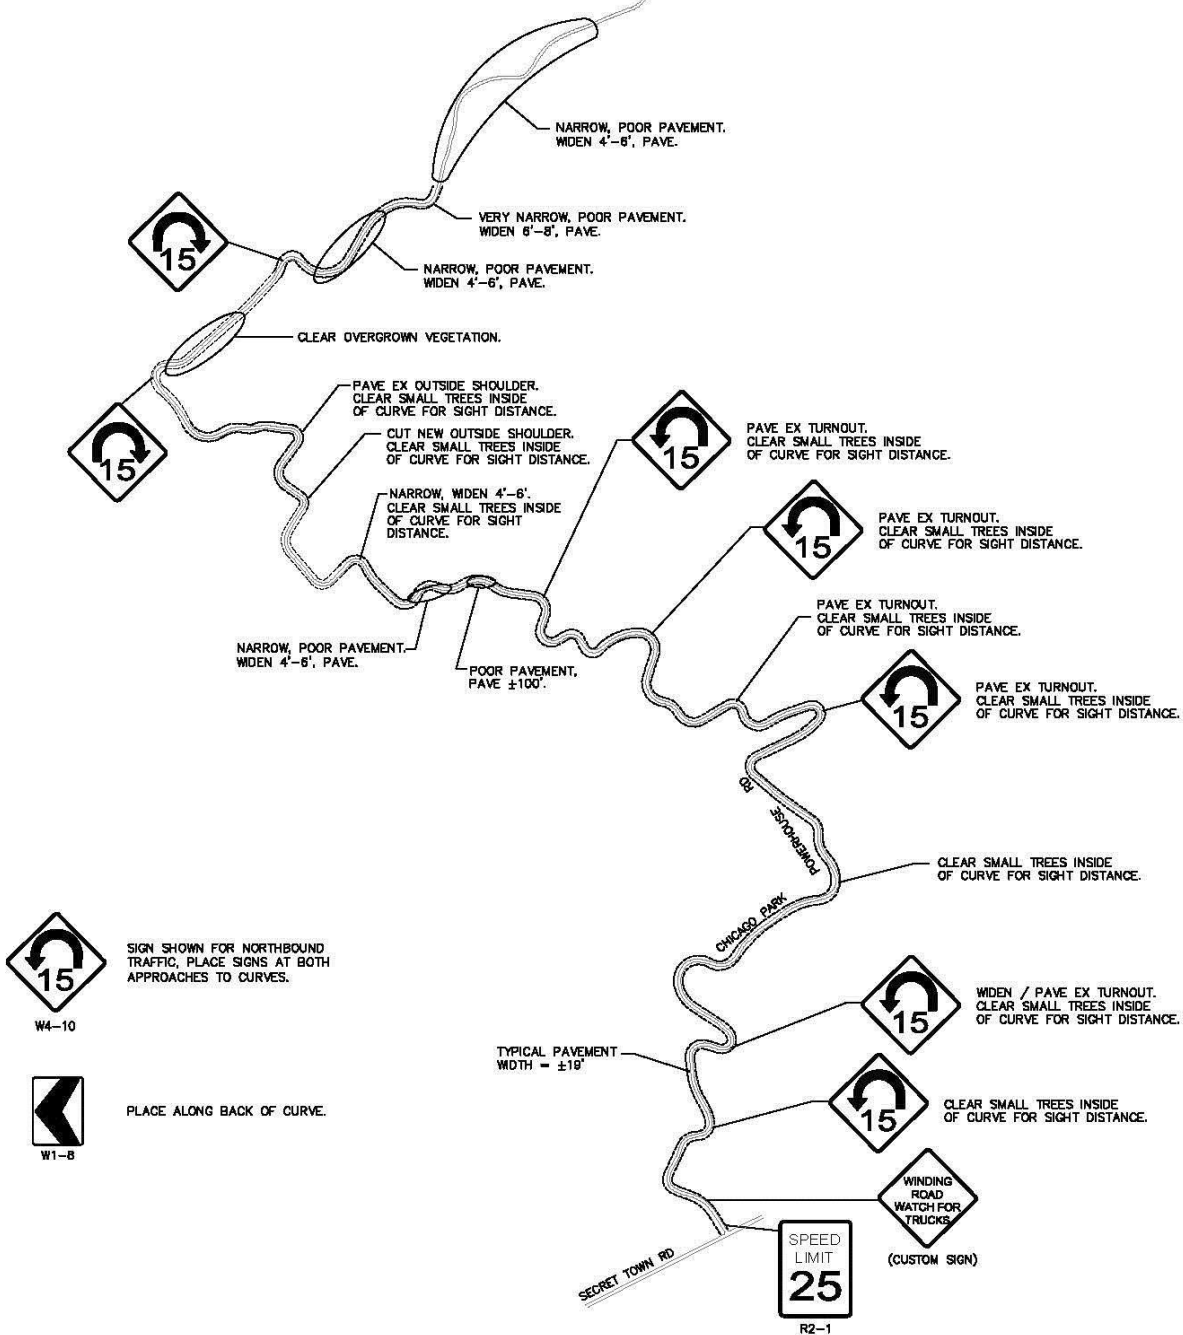 NARROW, POOR PAVEMENT.
WIDEN 4'-6', PAVE.
VERY NARROW, POOR PAVEMENT.
WIDEN 6'-8', PAVE.
15
NARROW, POOR PAVEMENT.
WIDEN 4'-6', PAVE.
CLEAR OVERGROWN VEGETATION.
PAVE EX OUTSIDE SHOULDER.
CLEAR SMALL TREES INSIDE
OF CURVE FOR SIGHT DISTANCE.
15
CUT NEW OUTSIDE SHOULDER.
CLEAR SMALL TREES INSIDE
OF CURVE FOR SIGHT DISTANCE.
15
PAVE EX TURNOUT.
CLEAR SMALL TREES INSIDE
OF CURVE FOR SIGHT DISTANCE.
NARROW, WIDEN 4'-6'.
CLEAR SMALL TREES INSIDE
OF CURVE FOR SIGHT
DISTANCE.
15
PAVE EX TURNOUT.
CLEAR SMALL TREES INSIDE
OF CURVE FOR SIGHT DISTANCE.
PAVE EX TURNOUT.
CLEAR SMALL TREES INSIDE
OF CURVE FOR SIGHT DISTANCE.
NARROW, POOR PAVEMENT.
WIDEN 4'-6', PAVE.
POOR PAVEMENT,
PAVE ±100'.
15
PAVE EX TURNOUT.
CLEAR SMALL TREES INSIDE
OF CURVE FOR SIGHT DISTANCE.
CHICAGO PARK
POWERHOUSE
RD
CLEAR SMALL TREES INSIDE
OF CURVE FOR SIGHT DISTANCE.
15
SIGN SHOWN FOR NORTHBOUND
TRAFFIC, PLACE SIGNS AT BOTH
APPROACHES TO CURVES.
W4-10
15
WIDEN / PAVE EX TURNOUT.
CLEAR SMALL TREES INSIDE
OF CURVE FOR SIGHT DISTANCE.
TYPICAL PAVEMENT
WIDTH = ±19'
15
CLEAR SMALL TREES INSIDE
OF CURVE FOR SIGHT DISTANCE.
PLACE ALONG BACK OF CURVE.
W1-8
WINDING
ROAD
WATCH FOR
TRUCKS
(CUSTOM SIGN)
SECRET TOWN RD
SPEED
LIMIT
25
R2-1